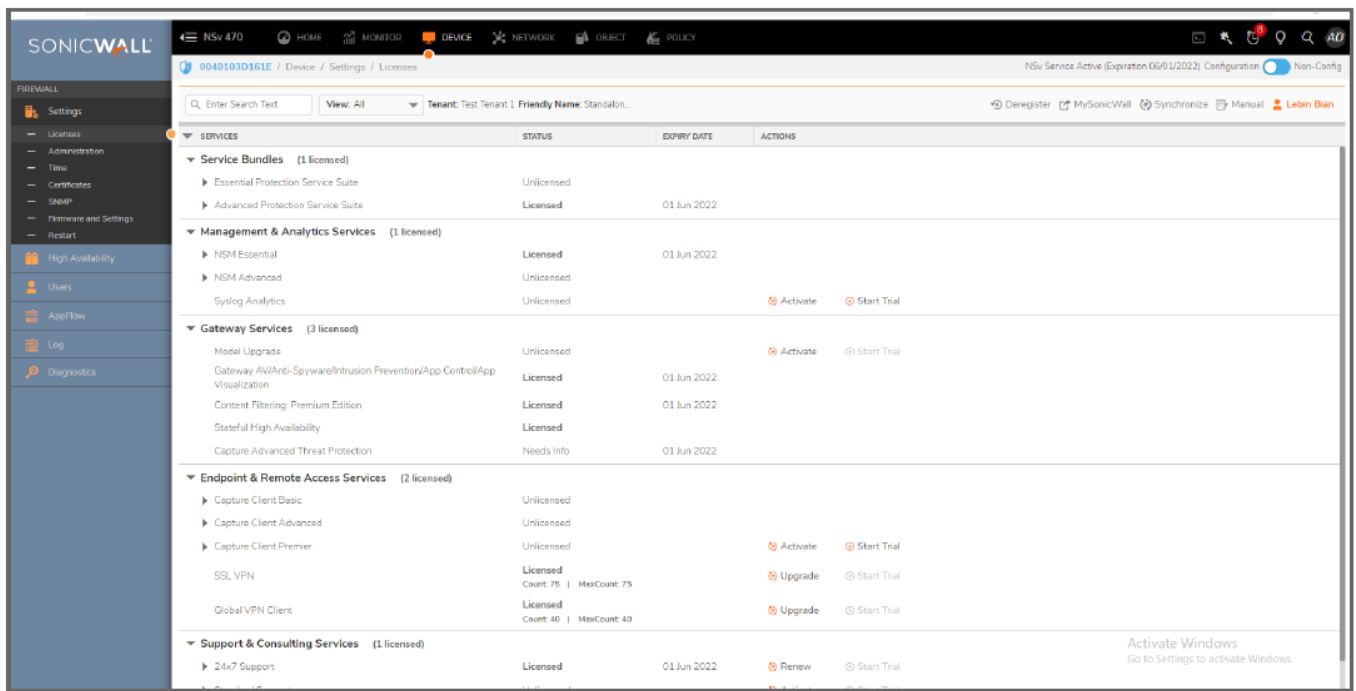 SONICWALL
NSv 470 HOME MONITOR DEVICE NETWORK OBJECT POLICY 8 AD
0040103D161E / Device / Settings / Licenses NSv Service Active (Expiration 06/01/2022) Configuration Non-Config
FIREWALL
Settings
Licenses
Administration
Time
Certificates
SNMP
Firmware and Settings
Restart
High Availability
Users
AppFlow
Log
Diagnostics
Enter Search Text View: All Tenant: Test Tenant 1 Friendly Name: Standalon... Deregister MySonicWall Synchronize Manual Lebin Bian
SERVICES STATUS EXPIRY DATE ACTIONS
Service Bundles (1 licensed)
Essential Protection Service Suite Unlicensed
Advanced Protection Service Suite Licensed 01 Jun 2022
Management & Analytics Services (1 licensed)
NSM Essential Licensed 01 Jun 2022
NSM Advanced Unlicensed
Syslog Analytics Unlicensed Activate Start Trial
Gateway Services (3 licensed)
Model Upgrade Unlicensed Activate Start Trial
Gateway AV/Anti-Spyware/Intrusion Prevention/App Control/App
Visualization Licensed 01 Jun 2022
Content Filtering: Premium Edition Licensed 01 Jun 2022
Stateful High Availability Licensed
Capture Advanced Threat Protection Needs Info 01 Jun 2022
Endpoint & Remote Access Services (2 licensed)
Capture Client Basic Unlicensed
Capture Client Advanced Unlicensed
Capture Client Premier Unlicensed Activate Start Trial
SSL VPN Licensed Upgrade Start Trial
Count: 75 | MaxCount: 75
Global VPN Client Licensed Upgrade Start Trial
Count: 40 | MaxCount: 40
Support & Consulting Services (1 licensed)
24x7 Support Licensed 01 Jun 2022 Renew Start Trial
Activate Windows
Go to Settings to activate Windows.